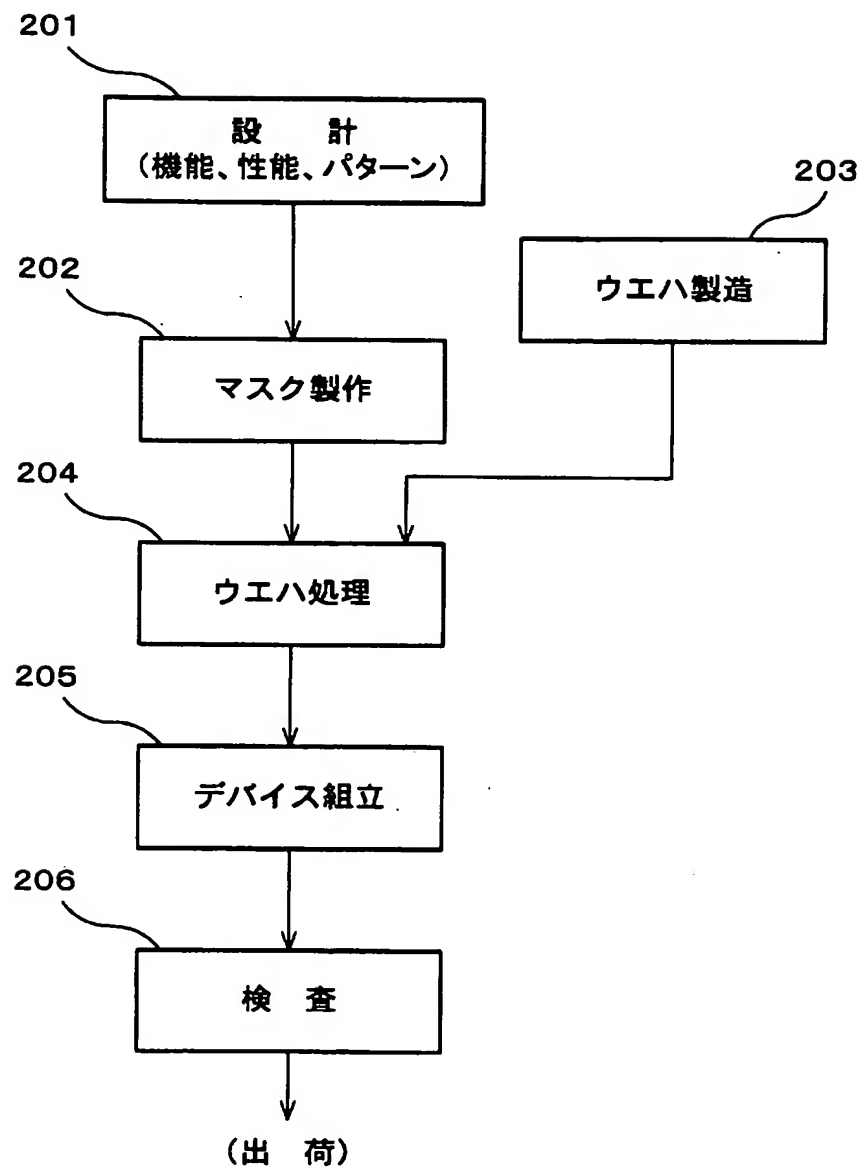 201
設 計
(機能、性能、パターン)
203
ウエハ製造
202
マスク製作
204
ウエハ処理
205
デバイス組立
206
検 査
(出 荷)